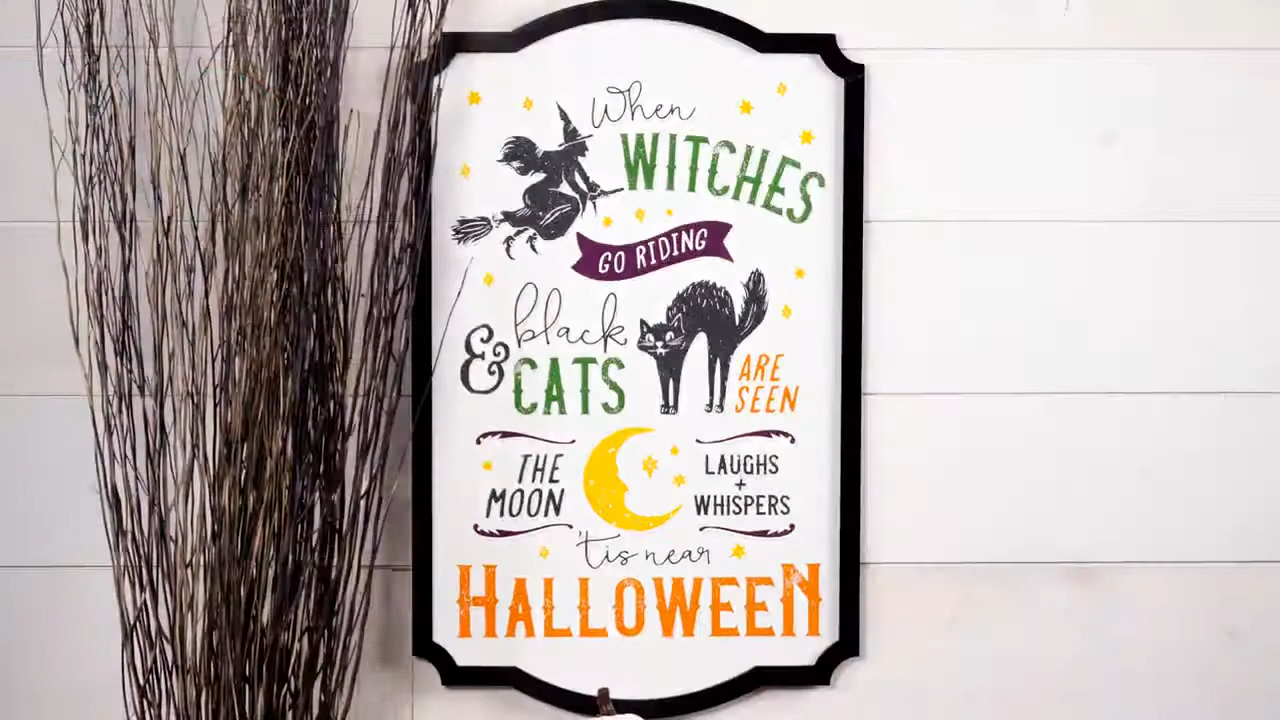 When
WITCHES
GO RIDING
& black
CATS
ARE
SEEN
THE
MOON
LAUGHS
+
WHISPERS
'tis near
HALLOWEEN